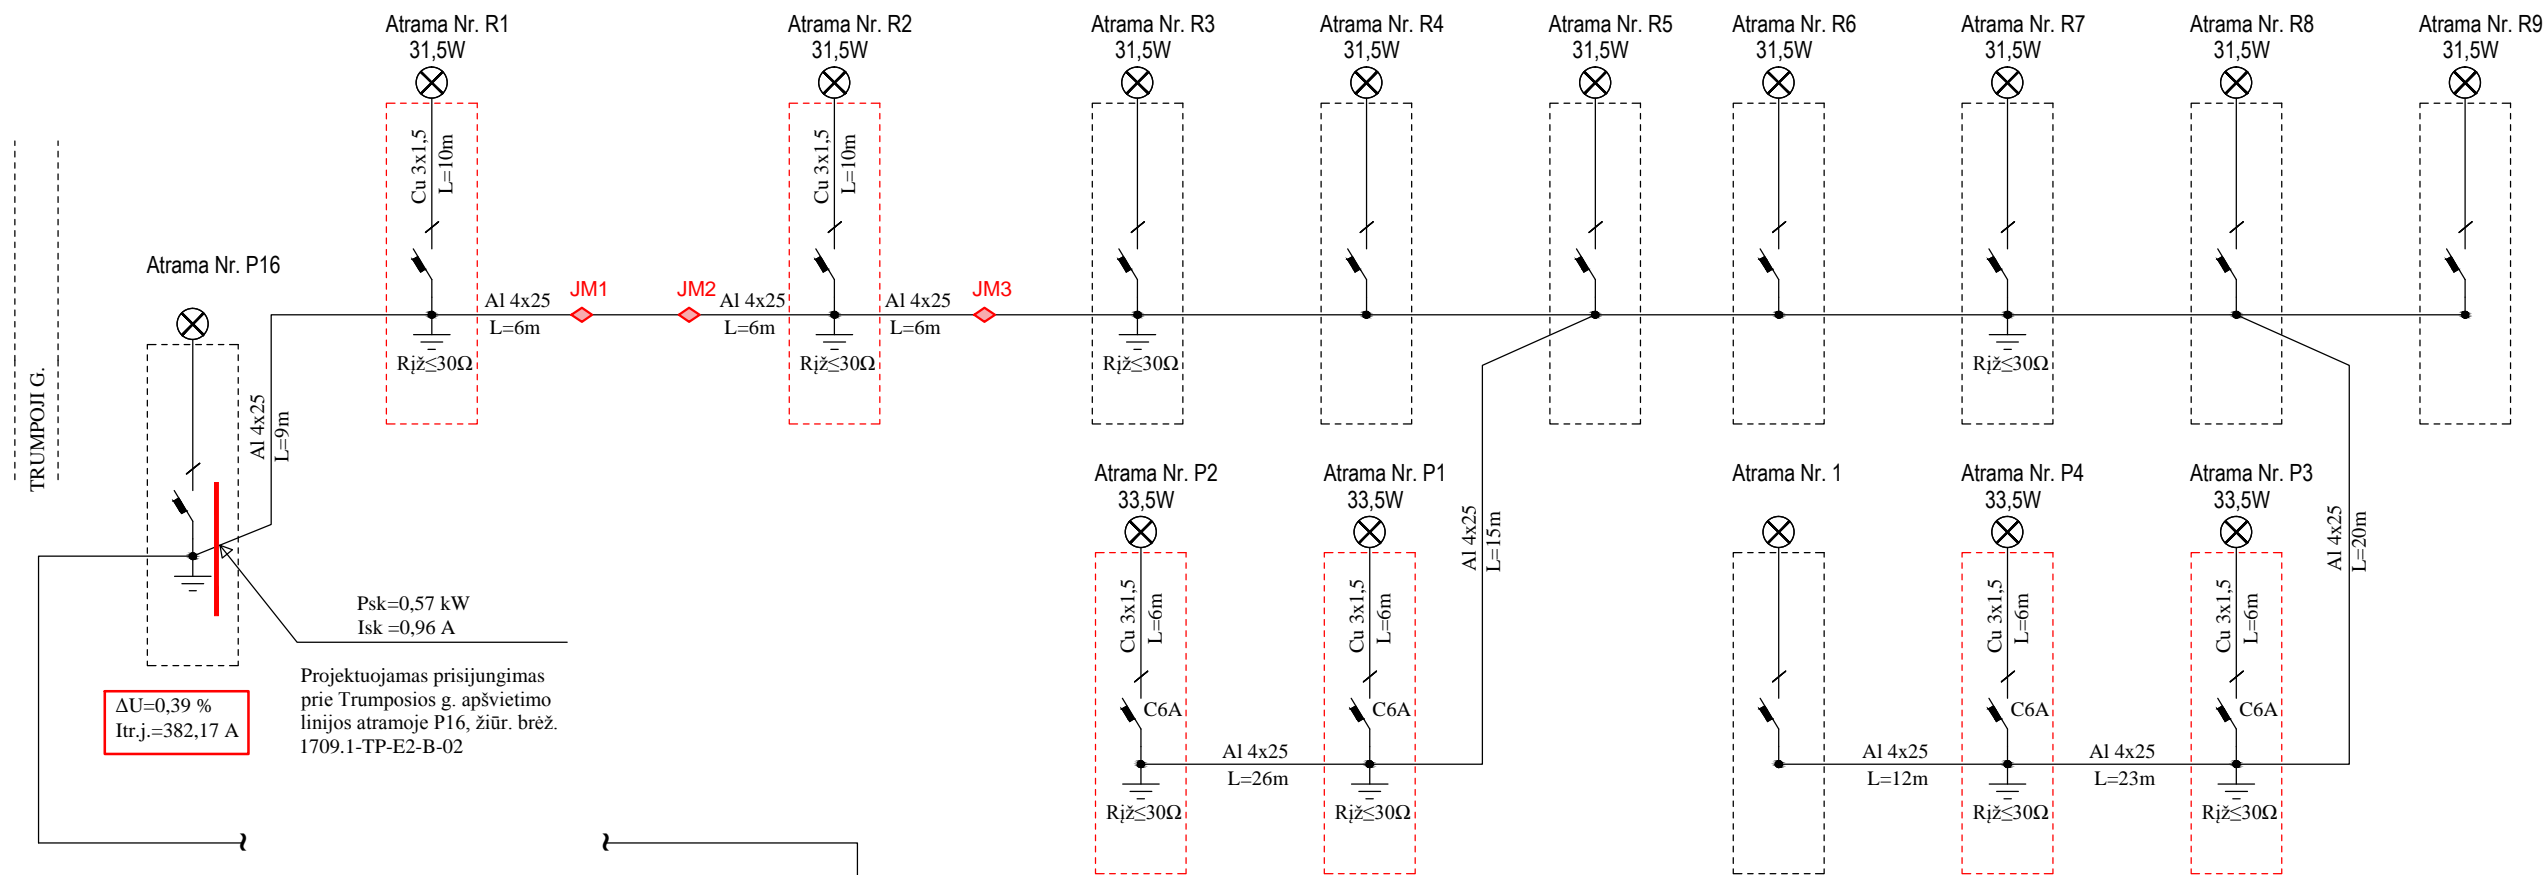 Atrama Nr. R1
31,5W
Atrama Nr. R2
31,5W
Atrama Nr. R3
31,5W
Atrama Nr. R4
31,5W
Atrama Nr. R5
31,5W
Atrama Nr. R6
31,5W
Atrama Nr. R7
31,5W
Atrama Nr. R8
31,5W
Atrama Nr. R9
31,5W
Cu 3x1,5
L=10m
Cu 3x1,5
L=10m
TRUMPOJI G.
Atrama Nr. P16
Al 4x25
L=9m
Al 4x25
L=6m
JM1
JM2
Al 4x25
L=6m
Al 4x25
L=6m
JM3
Rįž≤30Ω
Rįž≤30Ω
Rįž≤30Ω
Rįž≤30Ω
Atrama Nr. P2
33,5W
Atrama Nr. P1
33,5W
Atrama Nr. 1
Atrama Nr. P4
33,5W
Atrama Nr. P3
33,5W
Al 4x25
L=15m
Al 4x25
L=20m
Cu 3x1,5
L=6m
Cu 3x1,5
L=6m
Cu 3x1,5
L=6m
Cu 3x1,5
L=6m
C6A
C6A
C6A
C6A
Al 4x25
L=26m
Al 4x25
L=12m
Al 4x25
L=23m
Rįž≤30Ω
Rįž≤30Ω
Rįž≤30Ω
Rįž≤30Ω
Psk=0,57 kW
Isk =0,96 A
Projektuojamas prisijungimas
prie Trumposios g. apšvietimo
linijos atramoje P16, žiūr. brėž.
1709.1-TP-E2-B-02
ΔU=0,39 %
Itr.j.=382,17 A